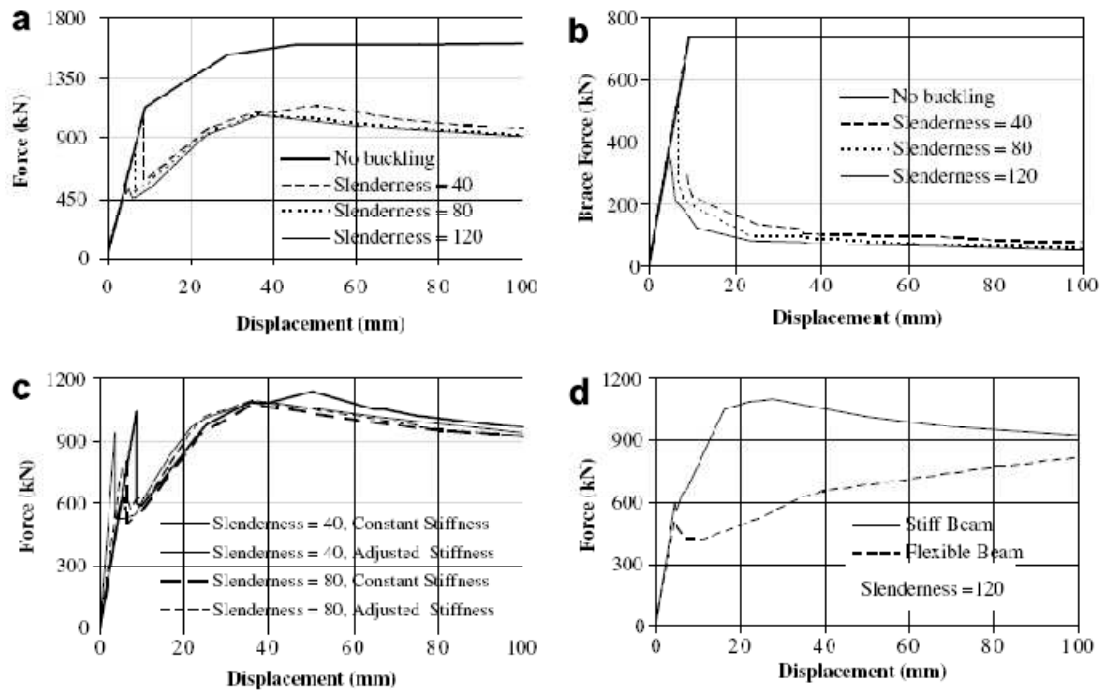 a
1800
1350
900
450
0
Force (kN)
No buckling
Slenderness = 40
Slenderness = 80
Slenderness = 120
0 20 40 60 80 100
Displacement (mm)
b
800
600
400
200
0
Brace Force (kN)
No buckling
Slenderness = 40
Slenderness = 80
Slenderness =120
0 20 40 60 80 100
Displacement (mm)
c
1200
900
600
300
0
Force (kN)
Slenderness = 40, Constant Stiffness
Slenderness = 40, Adjusted Stiffness
Slenderness = 80, Constant Stiffness
Slenderness = 80, Adjusted Stiffness
0 20 40 60 80 100
Displacement (mm)
d
1200
900
600
300
0
Force (kN)
Stiff Beam
Flexible Beam
Slenderness =120
0 20 40 60 80 100
Displacement (mm)